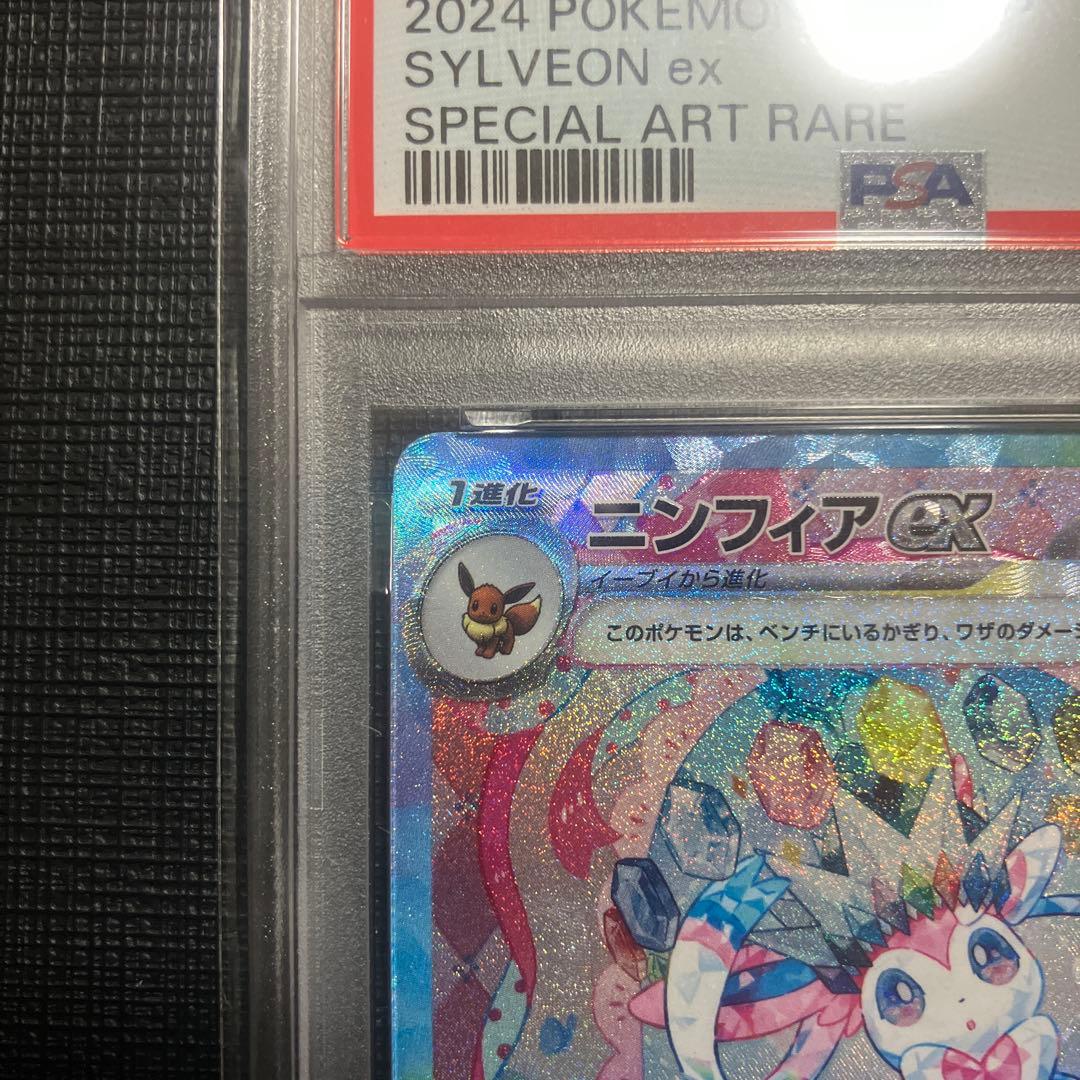 2024 POKEMO
SYLVEON ex
SPECIAL ART RARE
PSA
1進化
ニンフィアex
イーブイから進化
このポケモンは、ベンチにいるかぎり、ワザのダメー